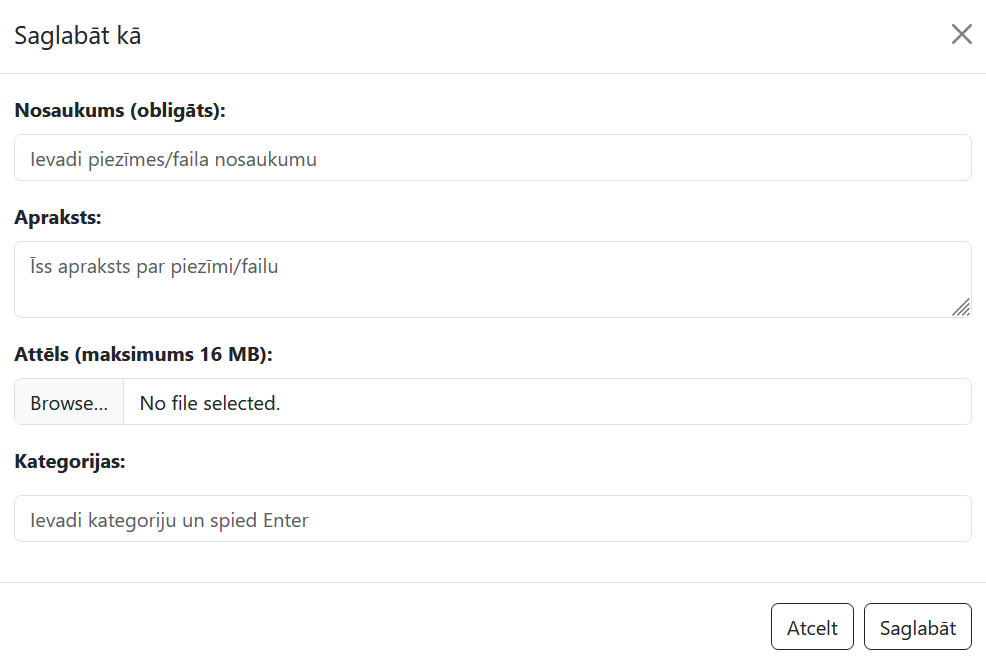 Saglabāt kā
Nosaukums (obligāts):
Ievadi piezīmes/faila nosaukumu
Apraksts:
Īss apraksts par piezīmi/failu
Attēls (maksimums 16 MB):
Browse... No file selected.
Kategorijas:
Ievadi kategoriju un spied Enter
Atcelt Saglabāt